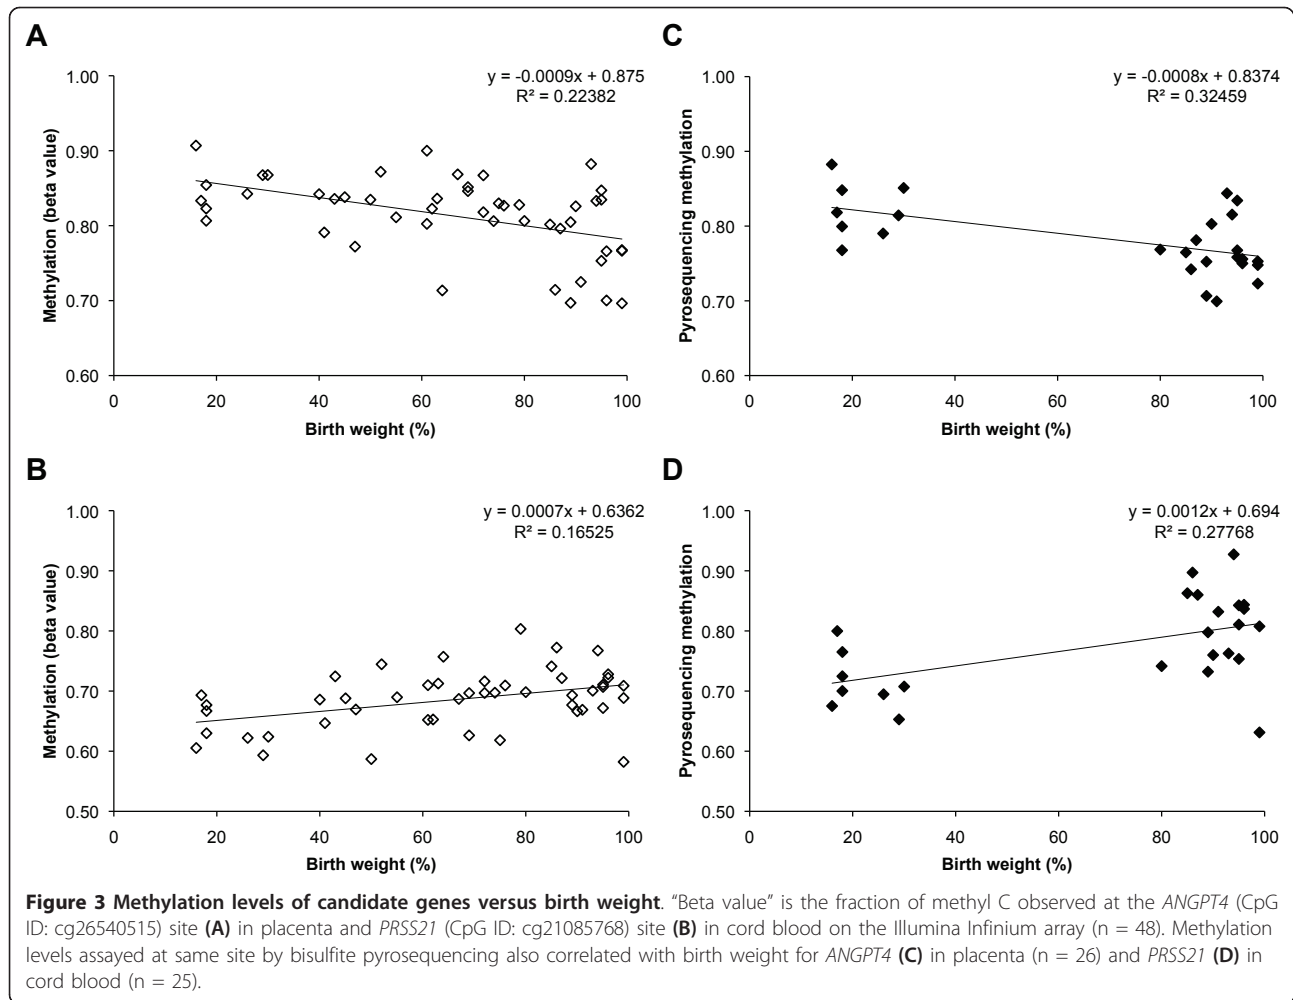 A
y = -0.0009x + 0.875
R² = 0.22382
Methylation (beta value)
1.00
0.90
0.80
0.70
0.60
0 20 40 60 80 100
Birth weight (%)
C
y = -0.0008x + 0.8374
R² = 0.32459
Pyrosequencing methylation
1.00
0.90
0.80
0.70
0.60
0 20 40 60 80 100
Birth weight (%)
B
y = 0.0007x + 0.6362
R² = 0.16525
Methylation (beta value)
1.00
0.90
0.80
0.70
0.60
0.50
0 20 40 60 80 100
Birth weight (%)
D
y = 0.0012x + 0.694
R² = 0.27768
Pyrosequencing methylation
1.00
0.90
0.80
0.70
0.60
0.50
0 20 40 60 80 100
Birth weight (%)
Figure 3 Methylation levels of candidate genes versus birth weight. "Beta value" is the fraction of methyl C observed at the ANGPT4 (CpG
ID: cg26540515) site (A) in placenta and PRSS21 (CpG ID: cg21085768) site (B) in cord blood on the Illumina Infinium array (n = 48). Methylation
levels assayed at same site by bisulfite pyrosequencing also correlated with birth weight for ANGPT4 (C) in placenta (n = 26) and PRSS21 (D) in
cord blood (n = 25).